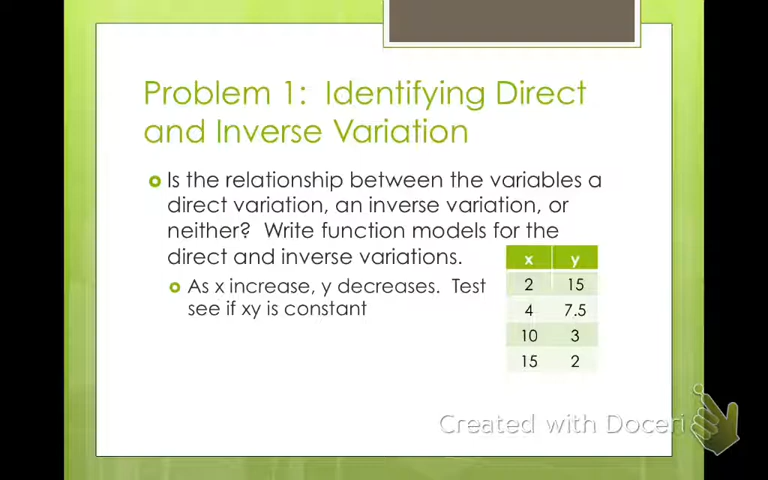 Problem 1: Identifying Direct
and Inverse Variation
Is the relationship between the variables a
direct variation, an inverse variation, or
neither? Write function models for the
direct and inverse variations.
As x increase, y decreases. Test
see if xy is constant
x y
2 15
4 7.5
10 3
15 2
Created with Doceri